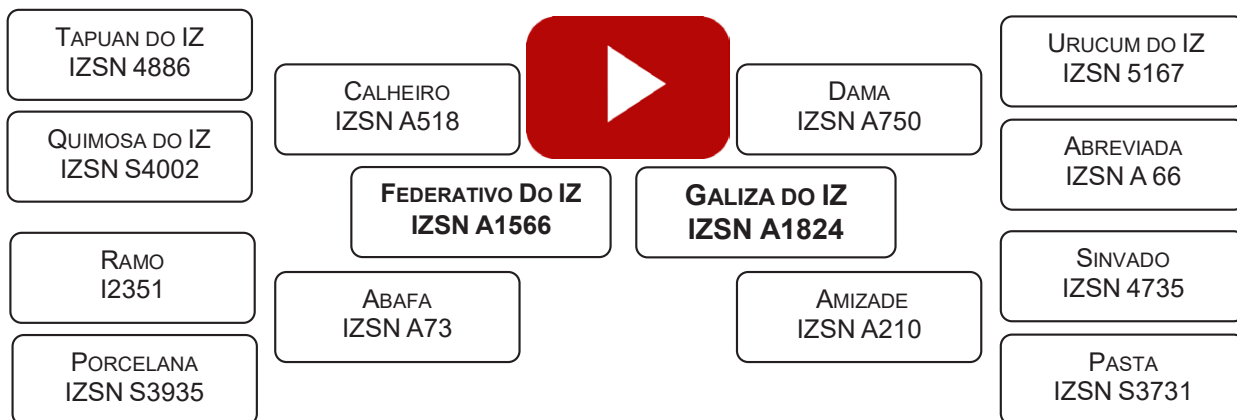 TAPUAN DO IZ
IZSN 4886
QUIMOSA DO IZ
IZSN S4002
CALHEIRO
IZSN A518
FEDERATIVO DO IZ
IZSN A1566
RAMO
I2351
PORCELANA
IZSN S3935
ABAFA
IZSN A73
DAMA
IZSN A750
GALIZA DO IZ
IZSN A1824
AMIZADE
IZSN A210
URUCUM DO IZ
IZSN 5167
ABREVIADA
IZSN A 66
SINVADO
IZSN 4735
PASTA
IZSN S3731